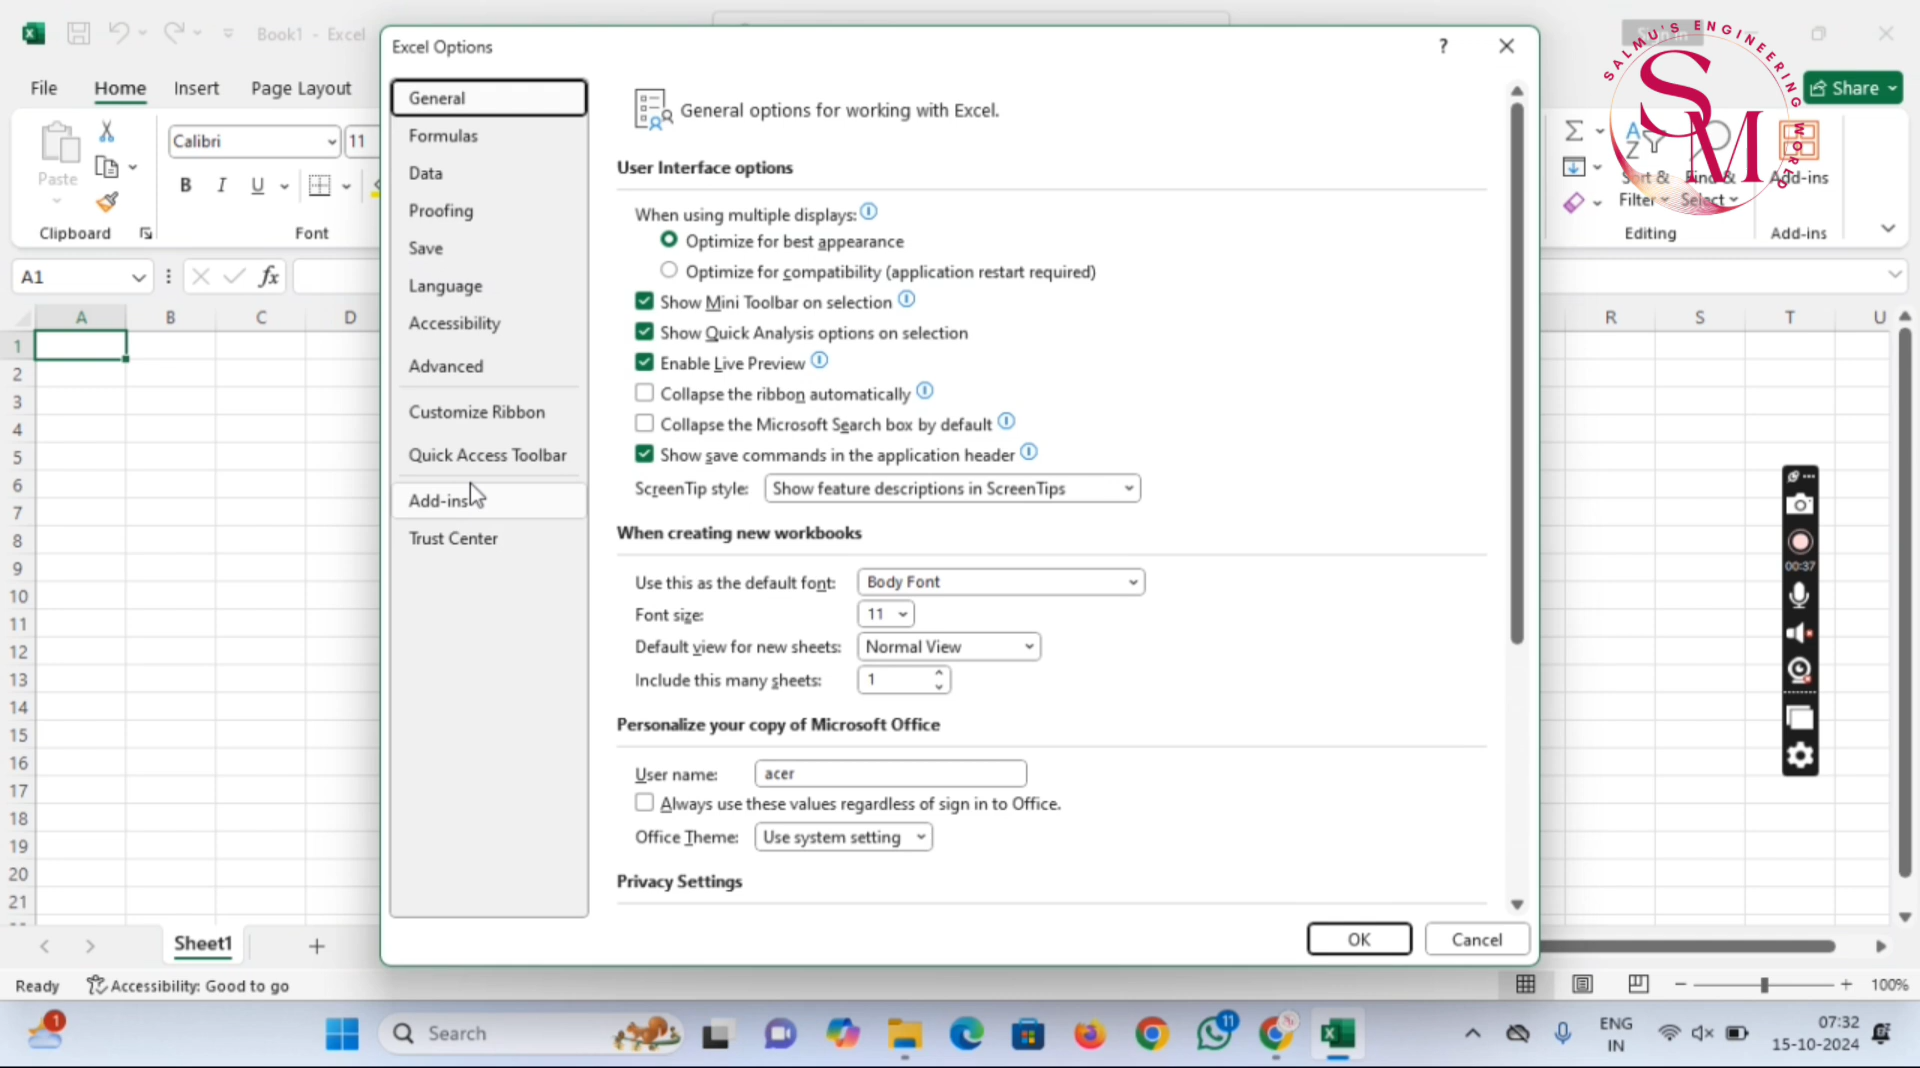 Book1 - Excel
Excel Options
?
SALMU'S ENGINEERING WORLD
SM
File
Home
Insert
Page Layout
Share
Calibri
11
Paste
B I U
Clipboard
Font
Sort &
Filter
Find &
Select
Add-ins
Editing
Add-ins
A1
fx
A B C D
R S T U
1
2
3
4
5
6
7
8
9
10
11
12
13
14
15
16
17
18
19
20
21
General
Formulas
Data
Proofing
Save
Language
Accessibility
Advanced
Customize Ribbon
Quick Access Toolbar
Add-ins
Trust Center
General options for working with Excel.
User Interface options
When using multiple displays:
Optimize for best appearance
Optimize for compatibility (application restart required)
Show Mini Toolbar on selection
Show Quick Analysis options on selection
Enable Live Preview
Collapse the ribbon automatically
Collapse the Microsoft Search box by default
Show save commands in the application header
ScreenTip style: Show feature descriptions in ScreenTips
When creating new workbooks
Use this as the default font: Body Font
Font size: 11
Default view for new sheets: Normal View
Include this many sheets: 1
Personalize your copy of Microsoft Office
User name: acer
Always use these values regardless of sign in to Office.
Office Theme: Use system setting
Privacy Settings
OK
Cancel
00:37
Sheet1
Ready
Accessibility: Good to go
100%
1
Search
11
ENG
IN
07:32
15-10-2024